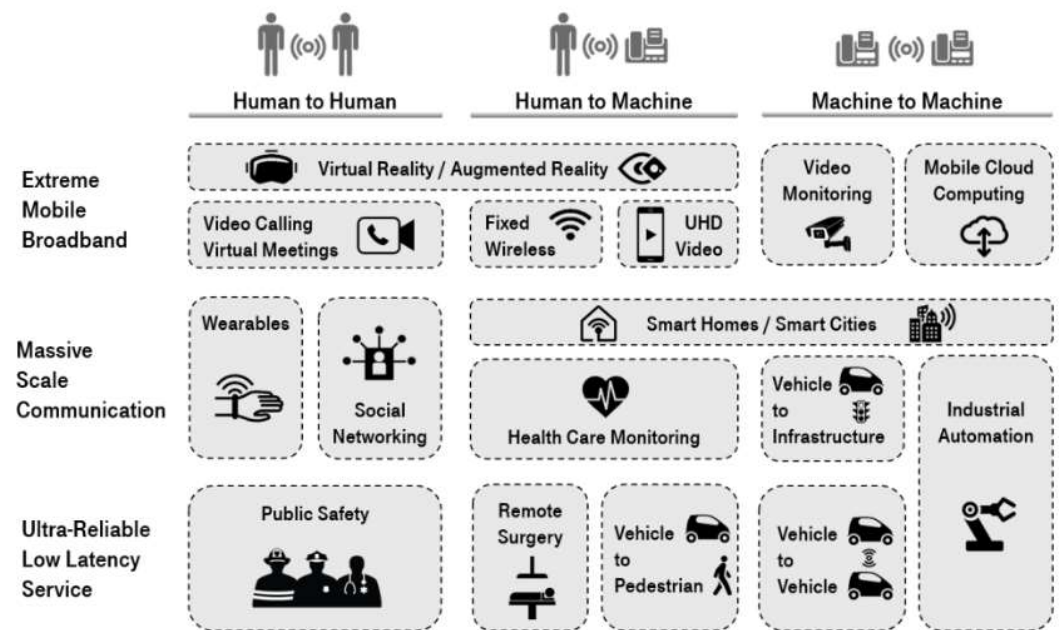 Human to Human
Human to Machine
Machine to Machine
Extreme
Mobile
Broadband
Virtual Reality / Augmented Reality
Video
Monitoring
Mobile Cloud
Computing
Video Calling
Virtual Meetings
Fixed
Wireless
UHD
Video
Massive
Scale
Communication
Wearables
Social
Networking
Smart Homes / Smart Cities
Health Care Monitoring
Vehicle
to
Infrastructure
Industrial
Automation
Ultra-Reliable
Low Latency
Service
Public Safety
Remote
Surgery
Vehicle
to
Pedestrian
Vehicle
to
Vehicle